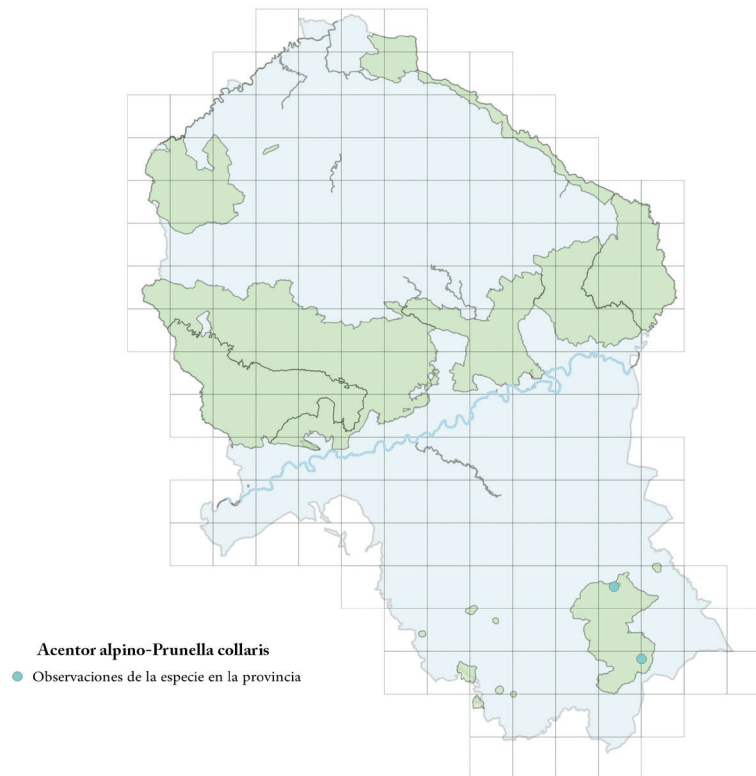 Acentor alpino-Prunella collaris
Observaciones de la especie en la provincia